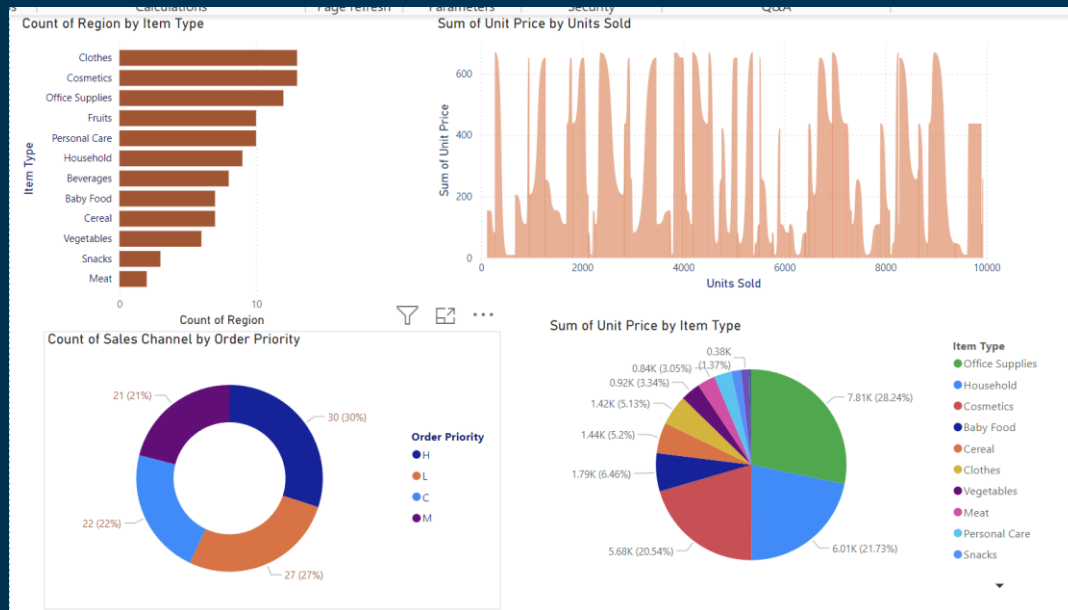 Calculations
Page refresh
Parameters
Security
Q&A
Count of Region by Item Type
Item Type
Clothes
Cosmetics
Office Supplies
Fruits
Personal Care
Household
Beverages
Baby Food
Cereal
Vegetables
Snacks
Meat
0
10
Count of Region
Sum of Unit Price by Units Sold
Sum of Unit Price
600
400
200
0
0
2000
4000
6000
8000
10000
Units Sold
Count of Sales Channel by Order Priority
21 (21%)
30 (30%)
22 (22%)
27 (27%)
Order Priority
H
L
C
M
Sum of Unit Price by Item Type
0.38K
(1.37%)
0.84K (3.05%)
0.92K (3.34%)
1.42K (5.13%)
1.44K (5.2%)
1.79K (6.46%)
5.68K (20.54%)
7.81K (28.24%)
6.01K (21.73%)
Item Type
Office Supplies
Household
Cosmetics
Baby Food
Cereal
Clothes
Vegetables
Meat
Personal Care
Snacks